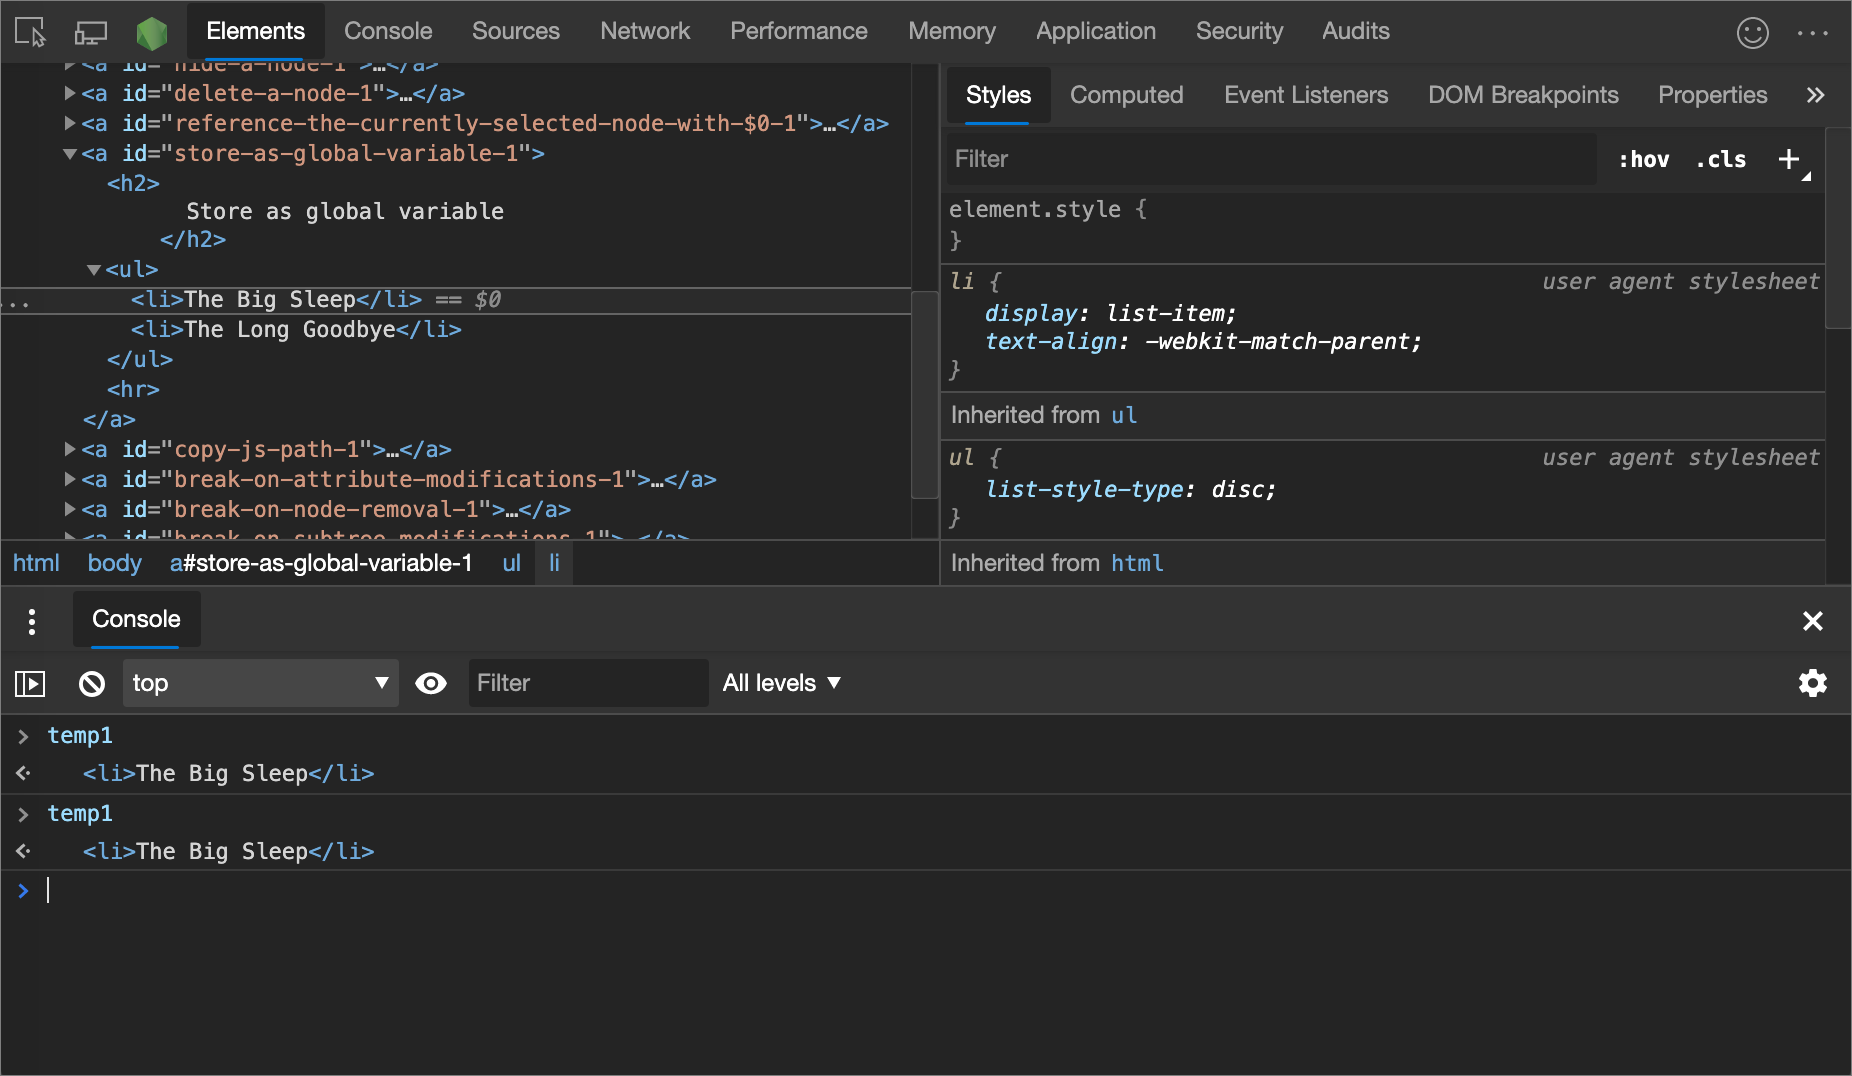 Elements Console Sources Network Performance Memory Application Security Audits
<a id="hide-a-node-1">…</a>
<a id="delete-a-node-1">…</a>
<a id="reference-the-currently-selected-node-with-$0-1">…</a>
<a id="store-as-global-variable-1">
<h2>
Store as global variable
</h2>
<ul>
<li>The Big Sleep</li> == $0
<li>The Long Goodbye</li>
</ul>
<hr>
</a>
<a id="copy-js-path-1">…</a>
<a id="break-on-attribute-modifications-1">…</a>
<a id="break-on-node-removal-1">…</a>
<a id="break-on-subtree-modifications-1">…</a>
html body a#store-as-global-variable-1 ul li
Styles Computed Event Listeners DOM Breakpoints Properties »
Filter :hov .cls +
element.style {
}
li { user agent stylesheet
display: list-item;
text-align: -webkit-match-parent;
}
Inherited from ul
ul { user agent stylesheet
list-style-type: disc;
}
Inherited from html
Console
top Filter All levels
> temp1
<li>The Big Sleep</li>
> temp1
<li>The Big Sleep</li>
>